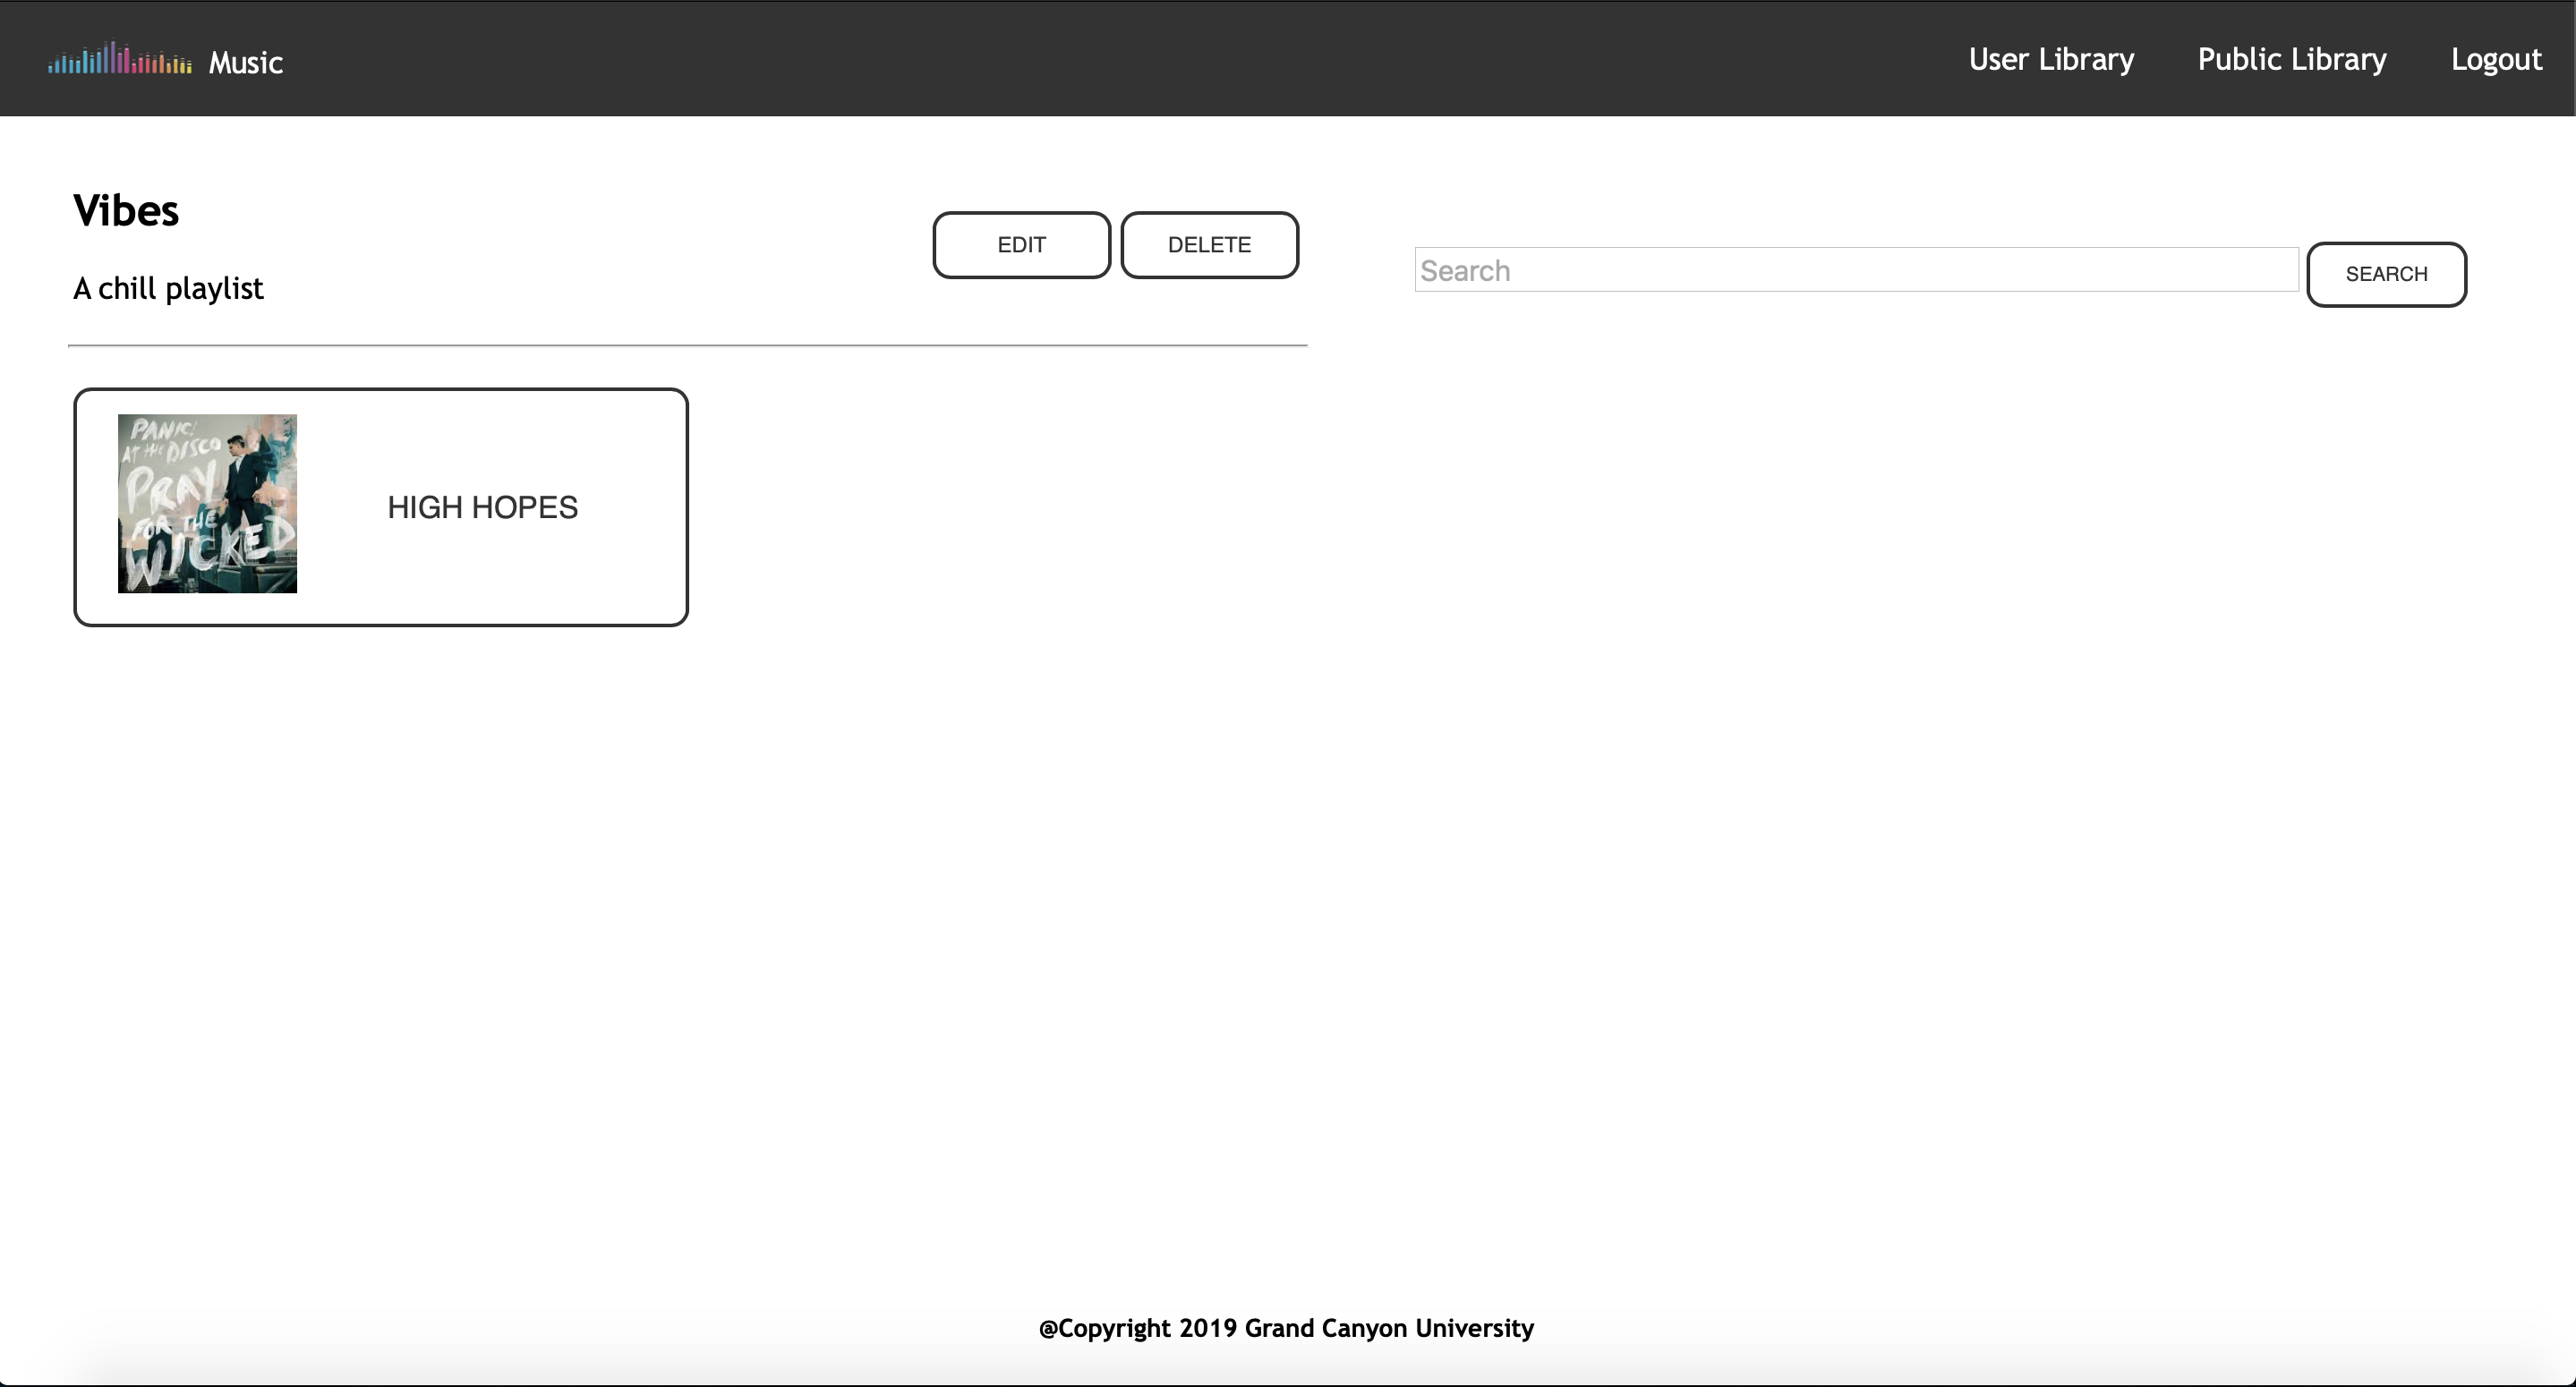 Music
User Library
Public Library
Logout
Vibes
EDIT
DELETE
A chill playlist
Search
SEARCH
PANIC!
AT THE DISCO
PRAY
FOR THE
WICKED
HIGH HOPES
@Copyright 2019 Grand Canyon University